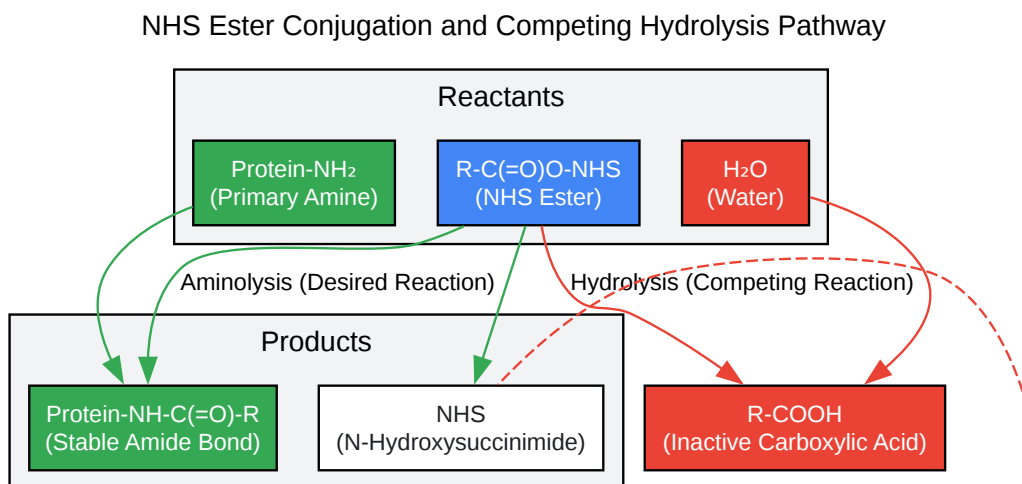 NHS Ester Conjugation and Competing Hydrolysis Pathway
Reactants
Protein-NH₂
(Primary Amine)
R-C(=O)O-NHS
(NHS Ester)
H₂O
(Water)
Aminolysis (Desired Reaction)
Hydrolysis (Competing Reaction)
Products
Protein-NH-C(=O)-R
(Stable Amide Bond)
NHS
(N-Hydroxysuccinimide)
R-COOH
(Inactive Carboxylic Acid)